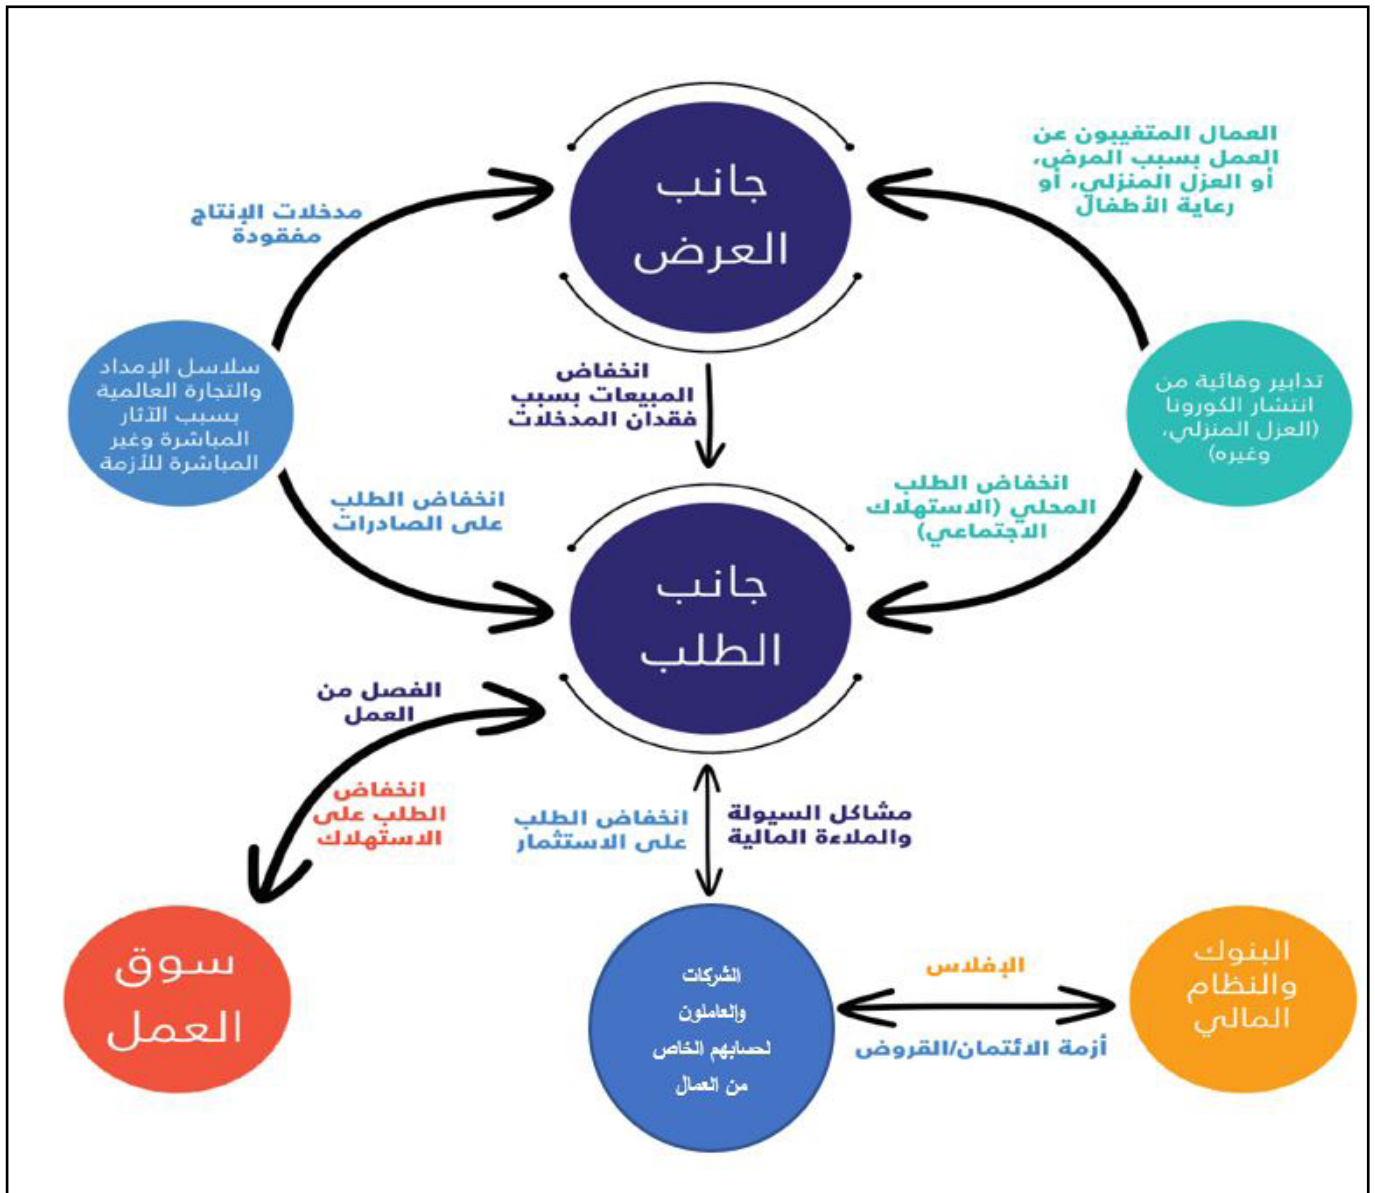 جانب
العرض
العمال المتغيبون عن
العمل بسبب المرض،
أو العزل المنزلي، أو
رعاية الأطفال
مدخلات الإنتاج
مفقودة
تدابير وقائية من
انتشار الكورونا
(العزل المنزلي،
وغيره)
سلاسل الإمداد
والتجارة العالمية
بسبب الآثار
المباشرة وغير
المباشرة للأزمة
انخفاض
المبيعات بسبب
فقدان المدخلات
انخفاض الطلب
المحلي (الاستهلاك
الاجتماعي)
انخفاض الطلب
على الصادرات
جانب
الطلب
الفصل من
العمل
انخفاض
الطلب على
الاستهلاك
مشاكل السيولة
والملاءة المالية
انخفاض الطلب
على الاستثمار
البنوك
والنظام
المالي
الإفلاس
أزمة الائتمان/القروض
الشركات
والعاملون
لحسابهم الخاص
من العمال
سوق
العمل